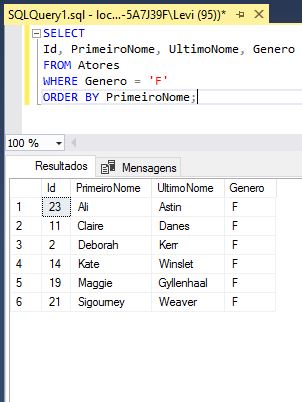 SQLQuery1.sql - loc...-5A7J39F\Levi (95))*
SELECT
Id, PrimeiroNome, UltimoNome, Genero
FROM Atores
WHERE Genero = 'F'
ORDER BY PrimeiroNome;
100 %
Resultados Mensagens
Id PrimeiroNome UltimoNome Genero
1 23 Ali Astin F
2 11 Claire Danes F
3 2 Deborah Kerr F
4 14 Kate Winslet F
5 19 Maggie Gyllenhaal F
6 21 Sigourney Weaver F